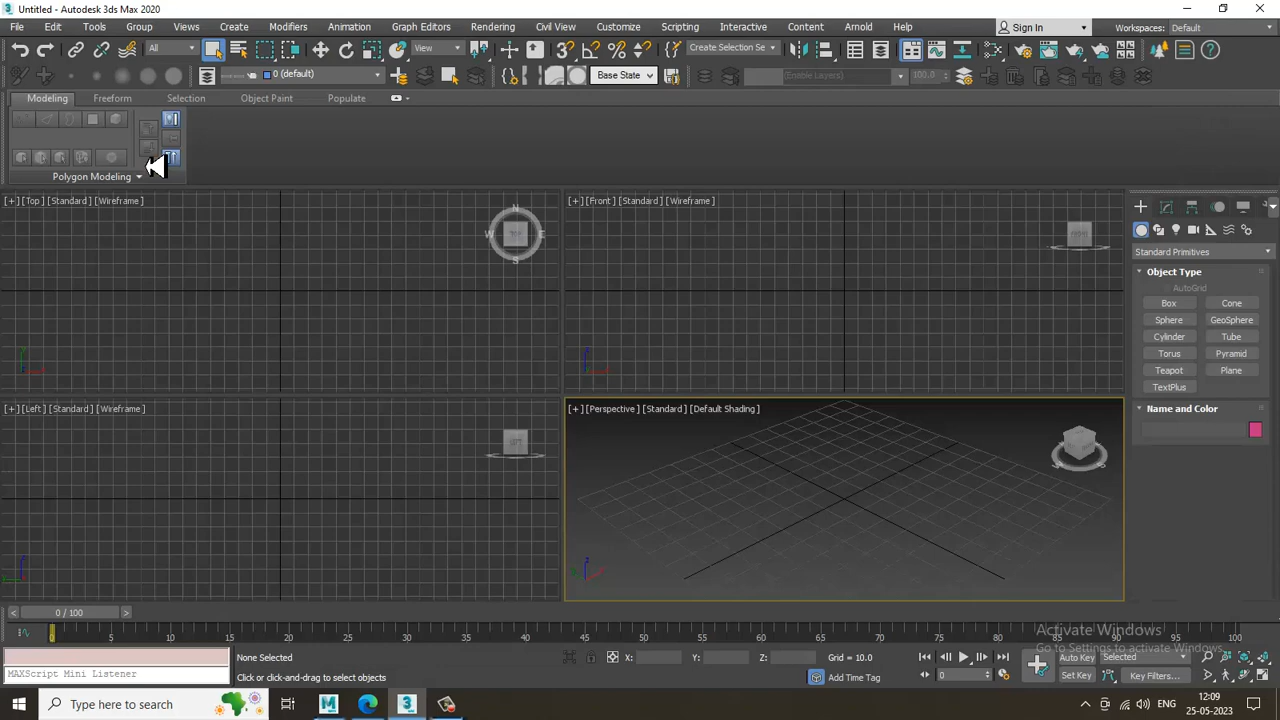 Untitled - Autodesk 3ds Max 2020
File Edit Tools Group Views Create Modifiers Animation Graph Editors Rendering Civil View Customize Scripting Interactive Content Arnold Help Sign In Workspaces: Default
All View Create Selection Se
0 (default) Base State (Enable Layers) 100.0
Modeling Freeform Selection Object Paint Populate
Polygon Modeling
[+] [Top] [Standard] [Wireframe]
N
W TOP E
S
[+] [Front] [Standard] [Wireframe]
Standard Primitives
Object Type
AutoGrid
Box Cone
Sphere GeoSphere
Cylinder Tube
Torus Pyramid
Teapot Plane
TextPlus
Name and Color
[+] [Left] [Standard] [Wireframe]
[+] [Perspective] [Standard] [Default Shading]
0 / 100
0 5 10 15 20 25 30 35 40 45 50 55 60 65 70 75 80 85 90 95 100
Activate Windows
Go to Settings to activate Windows.
None Selected X: Y: Z: Grid = 10.0 Auto Key Selected
MAXScript Mini Listener Click or click-and-drag to select objects Add Time Tag 0 Set Key Key Filters...
Type here to search
12:09
25-05-2023